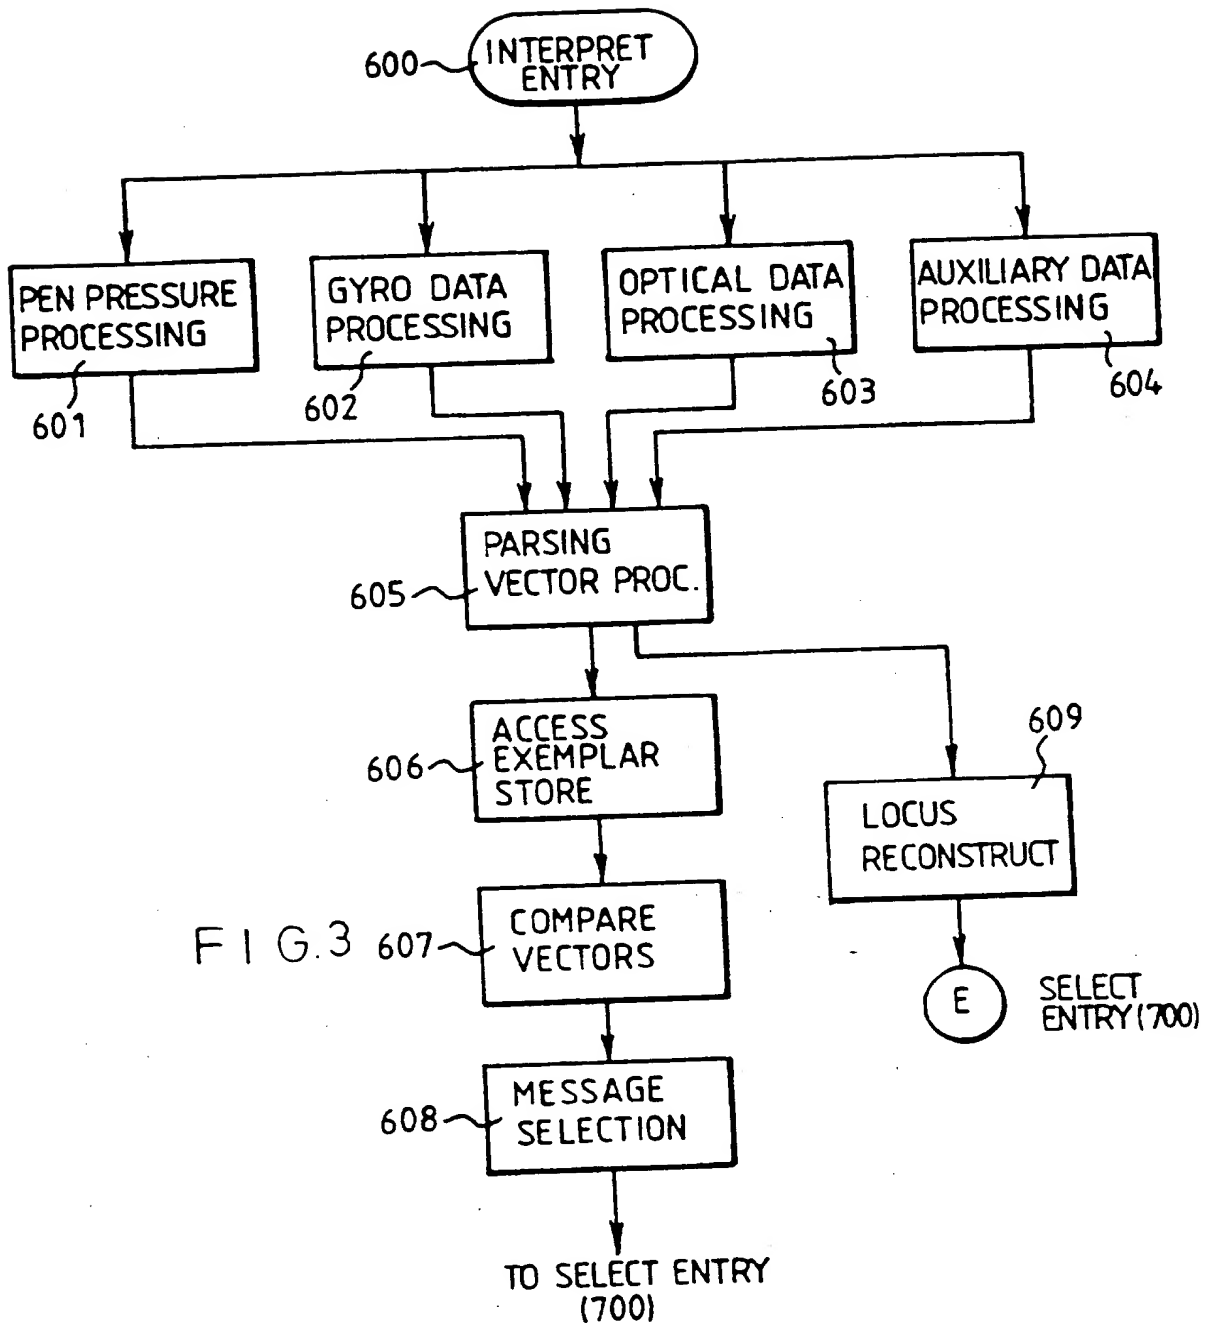 600 INTERPRET
ENTRY
PEN PRESSURE
PROCESSING
601
GYRO DATA
PROCESSING
602
OPTICAL DATA
PROCESSING
603
AUXILIARY DATA
PROCESSING
604
PARSING
605 VECTOR PROC.
ACCESS
606 EXEMPLAR
STORE
609
LOCUS
RECONSTRUCT
FIG.3
607 COMPARE
VECTORS
E
SELECT
ENTRY (700)
608 MESSAGE
SELECTION
TO SELECT ENTRY
(700)